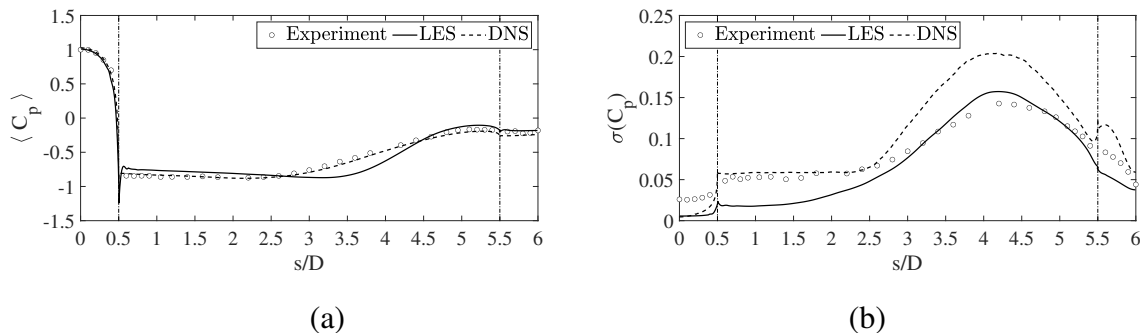 1.5
1
0.5
0
-0.5
-1
-1.5
⟨ C_p ⟩
Experiment LES DNS
0 0.5 1 1.5 2 2.5 3 3.5 4 4.5 5 5.5 6
s/D
(a)
0.25
0.2
0.15
0.1
0.05
0
σ(C_p)
Experiment LES DNS
0 0.5 1 1.5 2 2.5 3 3.5 4 4.5 5 5.5 6
s/D
(b)